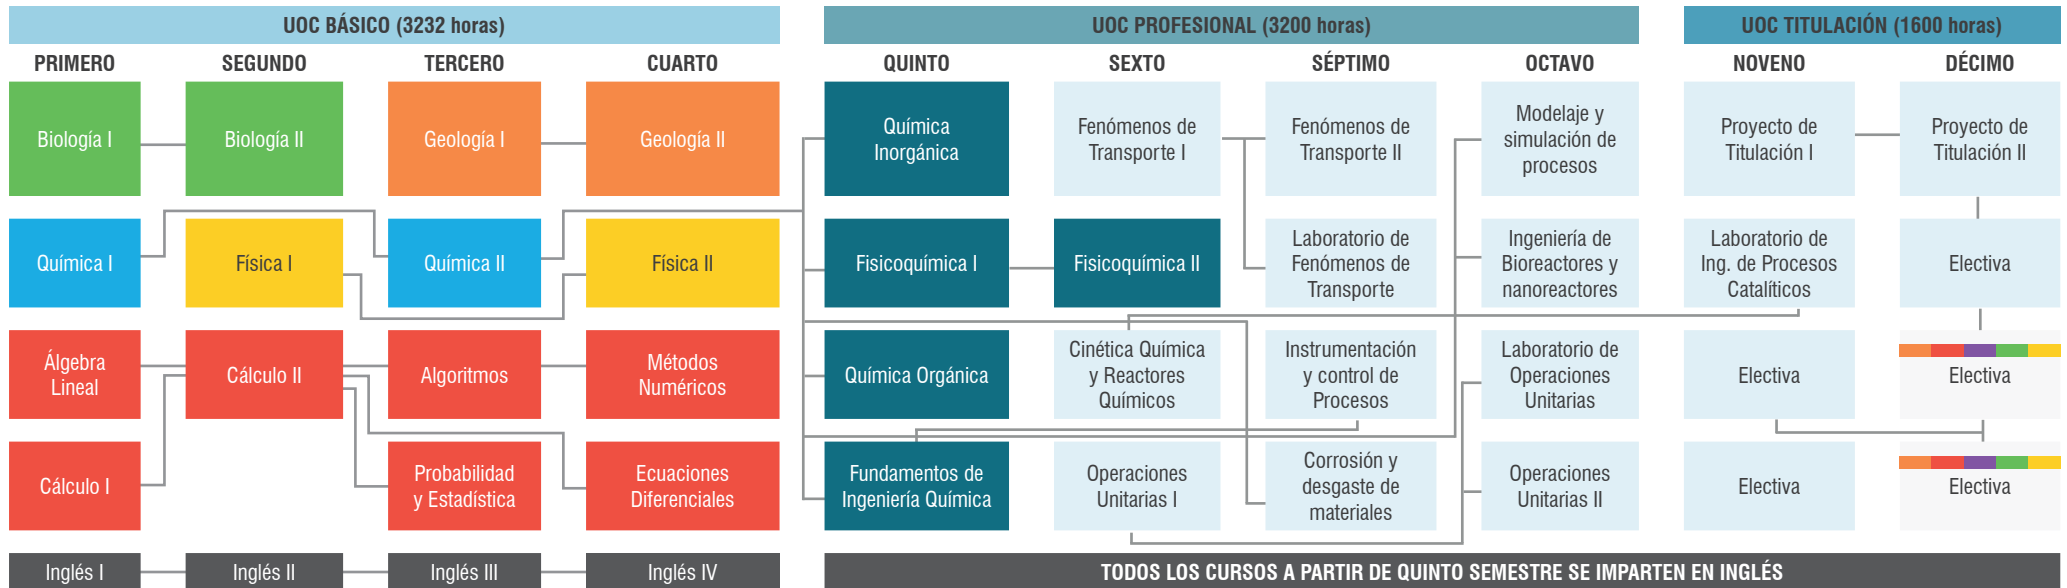 UOC BÁSICO (3232 horas)
UOC PROFESIONAL (3200 horas)
UOC TITULACIÓN (1600 horas)
PRIMERO
SEGUNDO
TERCERO
CUARTO
QUINTO
SEXTO
SÉPTIMO
OCTAVO
NOVENO
DÉCIMO
Biología I
Biología II
Geología I
Geología II
Química
Inorgánica
Fenómenos de
Transporte I
Fenómenos de
Transporte II
Modelaje y
simulación de
procesos
Proyecto de
Titulación I
Proyecto de
Titulación II
Química I
Física I
Química II
Física II
Fisicoquímica I
Fisicoquímica II
Laboratorio de
Fenómenos de
Transporte
Ingeniería de
Bioreactores y
nanoreactores
Laboratorio de
Ing. de Procesos
Catalíticos
Electiva
Álgebra
Lineal
Cálculo II
Algoritmos
Métodos
Numéricos
Química Orgánica
Cinética Química
y Reactores
Químicos
Instrumentación
y control de
Procesos
Laboratorio de
Operaciones
Unitarias
Electiva
Electiva
Cálculo I
Probabilidad
y Estadística
Ecuaciones
Diferenciales
Fundamentos de
Ingeniería Química
Operaciones
Unitarias I
Corrosión y
desgaste de
materiales
Operaciones
Unitarias II
Electiva
Electiva
Inglés I
Inglés II
Inglés III
Inglés IV
TODOS LOS CURSOS A PARTIR DE QUINTO SEMESTRE SE IMPARTEN EN INGLÉS